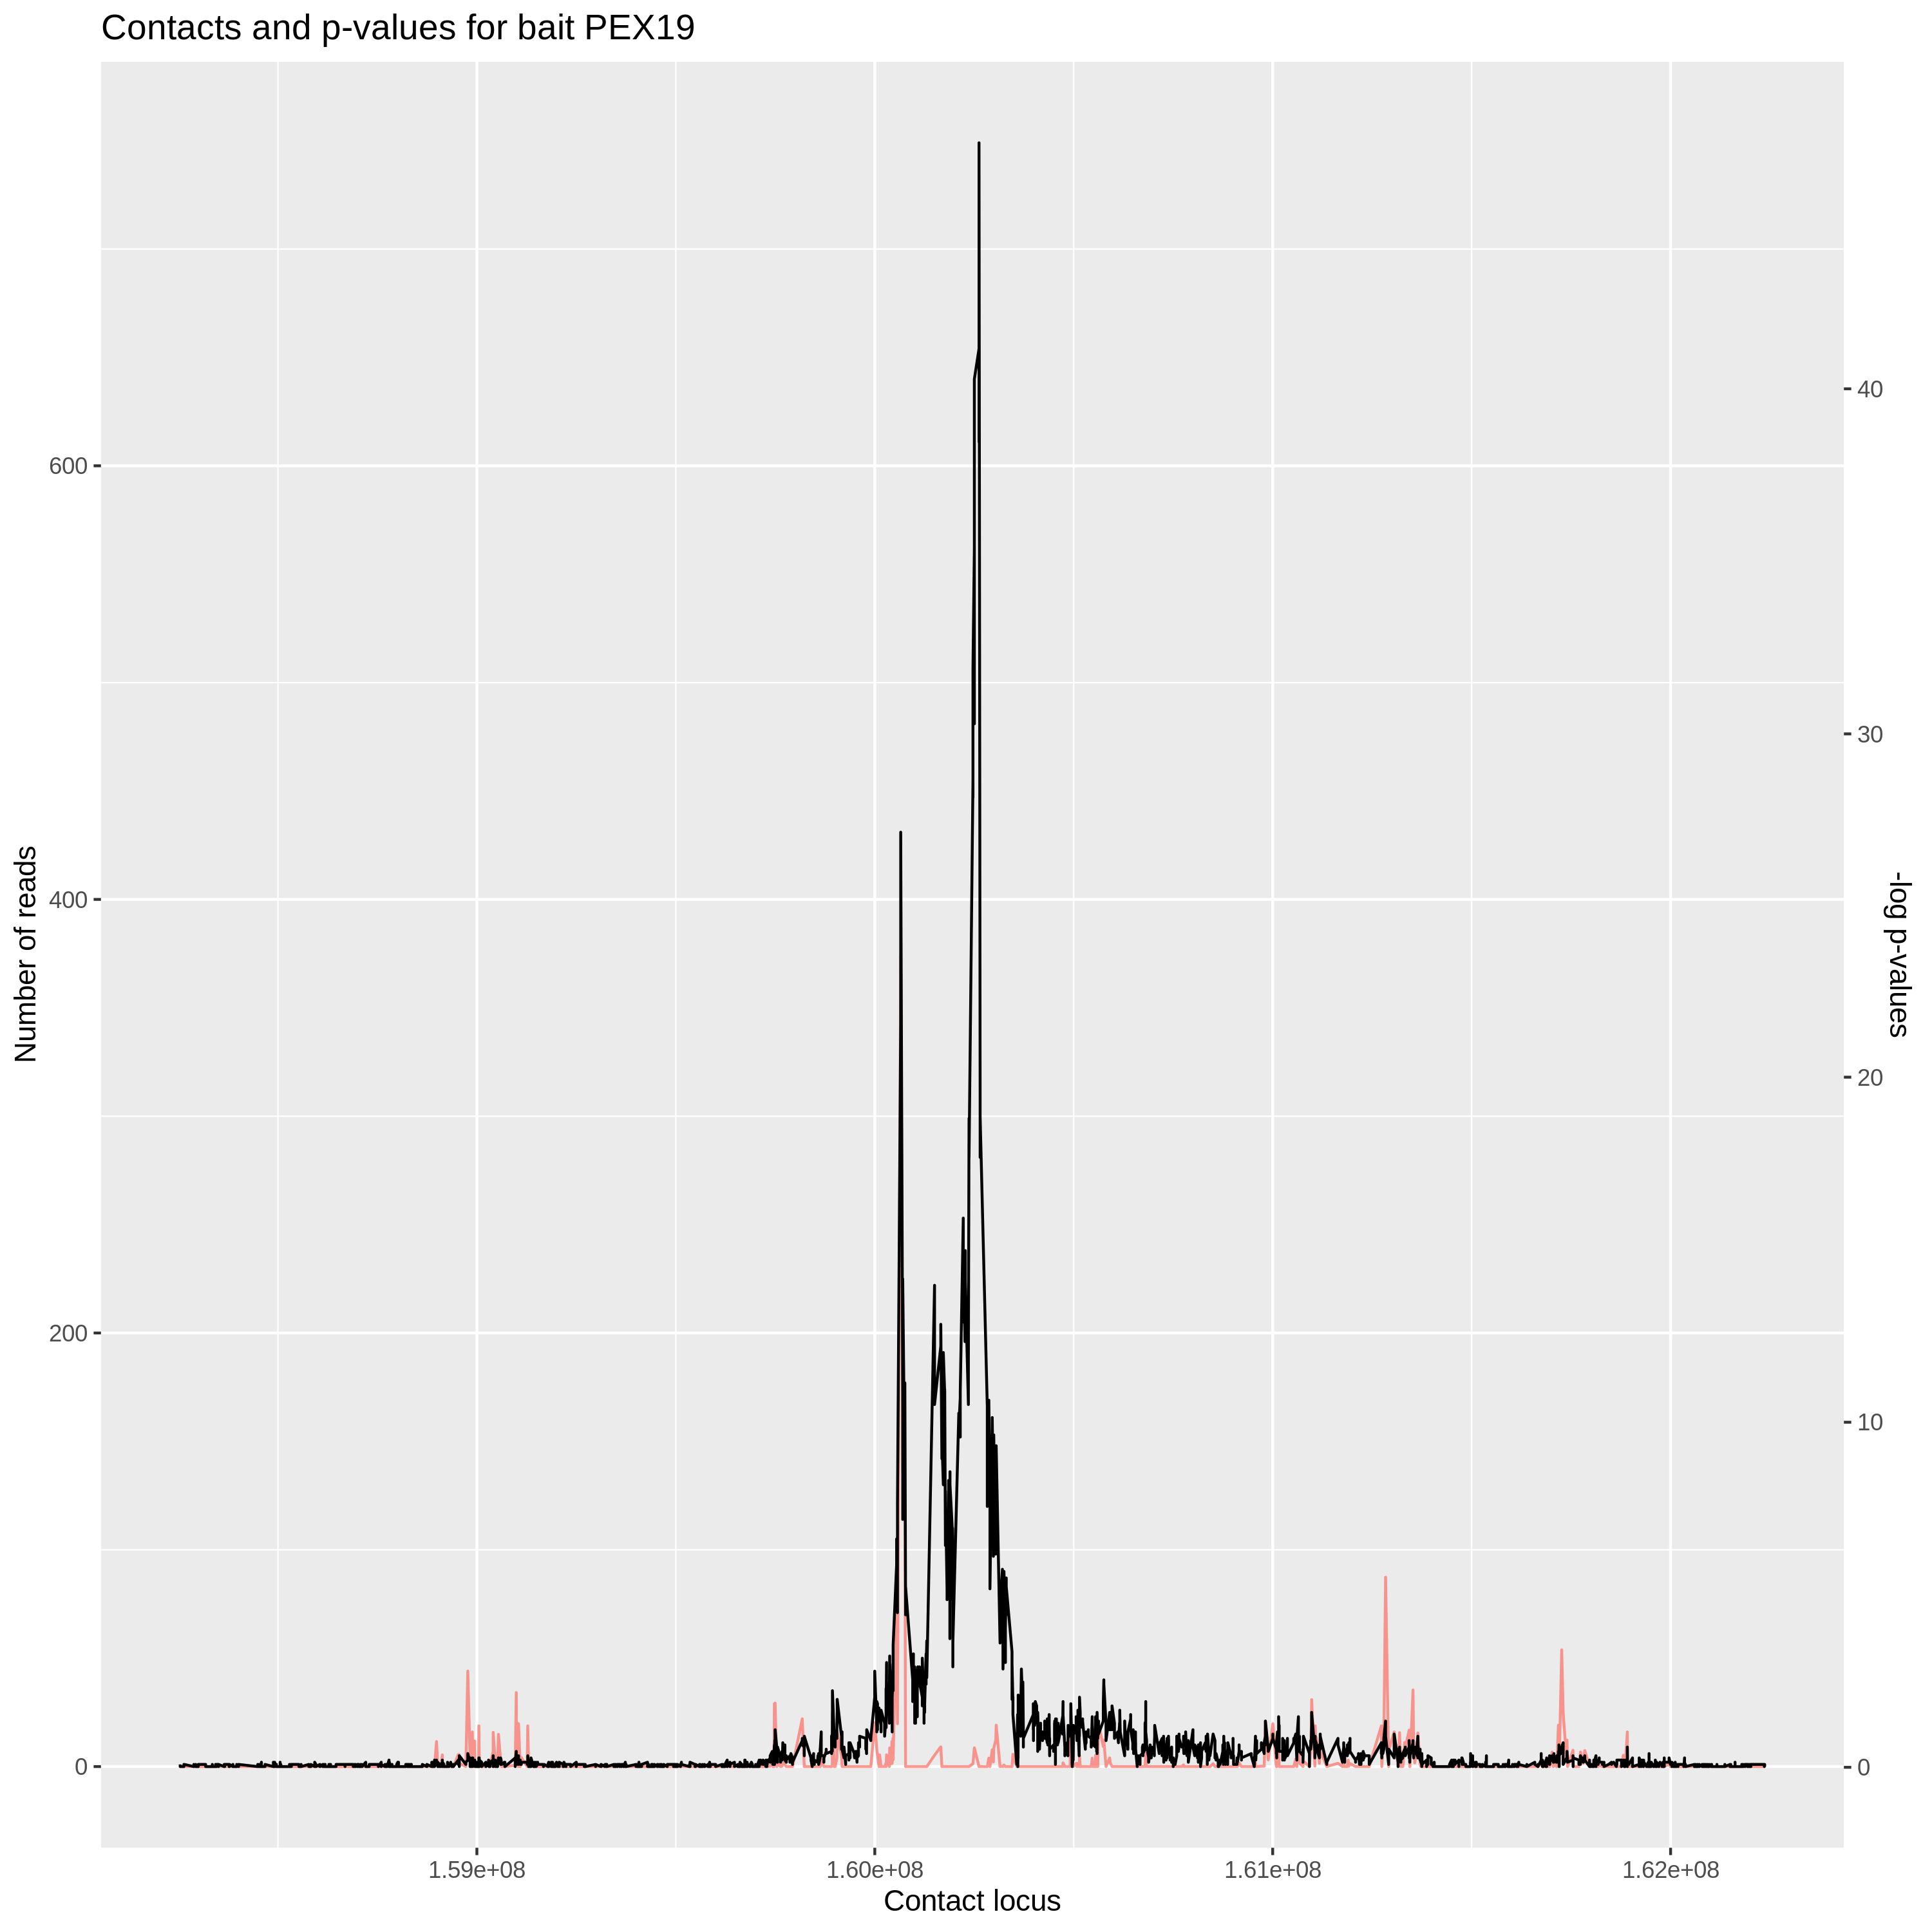 Contacts and p-values for bait PEX19
Number of reads
600
400
200
0
-log p-values
40
30
20
10
0
1.59e+08
1.60e+08
1.61e+08
1.62e+08
Contact locus